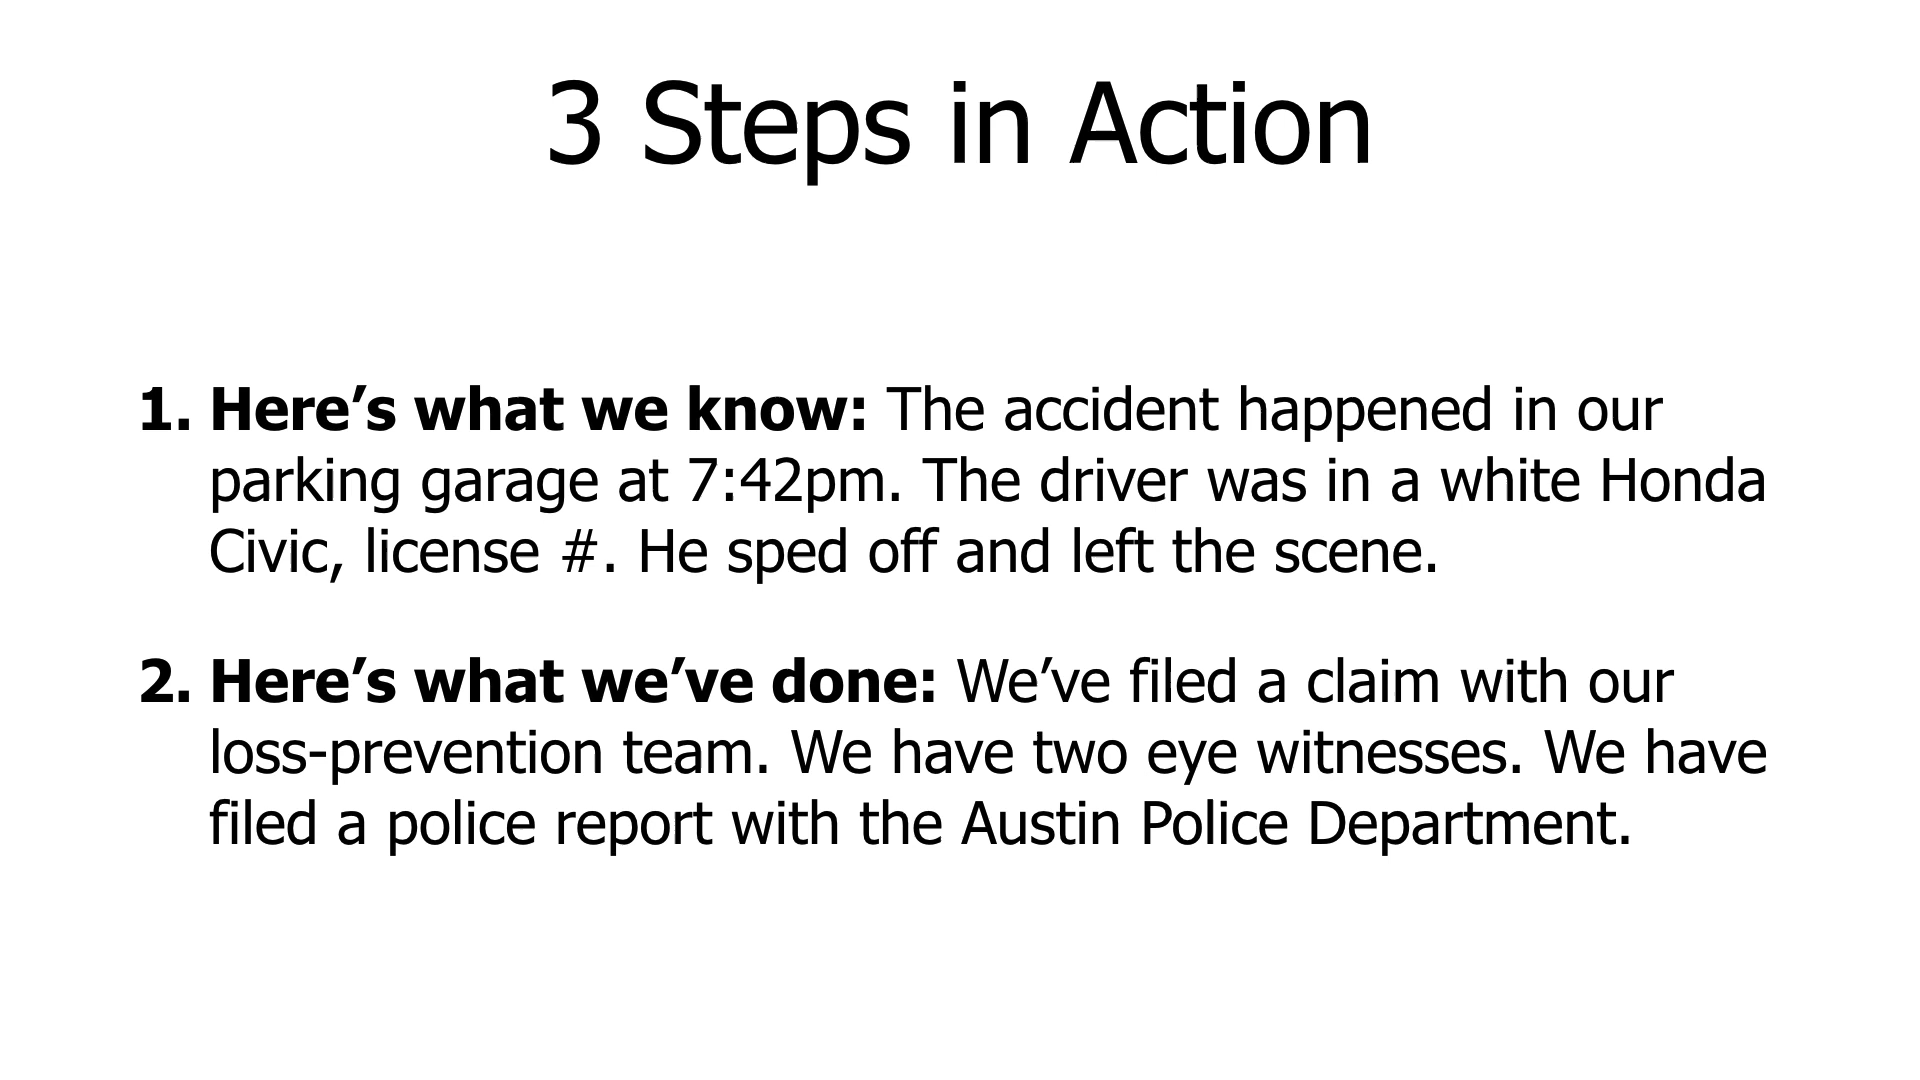 3 Steps in Action
1. Here’s what we know: The accident happened in our
parking garage at 7:42pm. The driver was in a white Honda
Civic, license #. He sped off and left the scene.
2. Here’s what we’ve done: We’ve filed a claim with our
loss-prevention team. We have two eye witnesses. We have
filed a police report with the Austin Police Department.